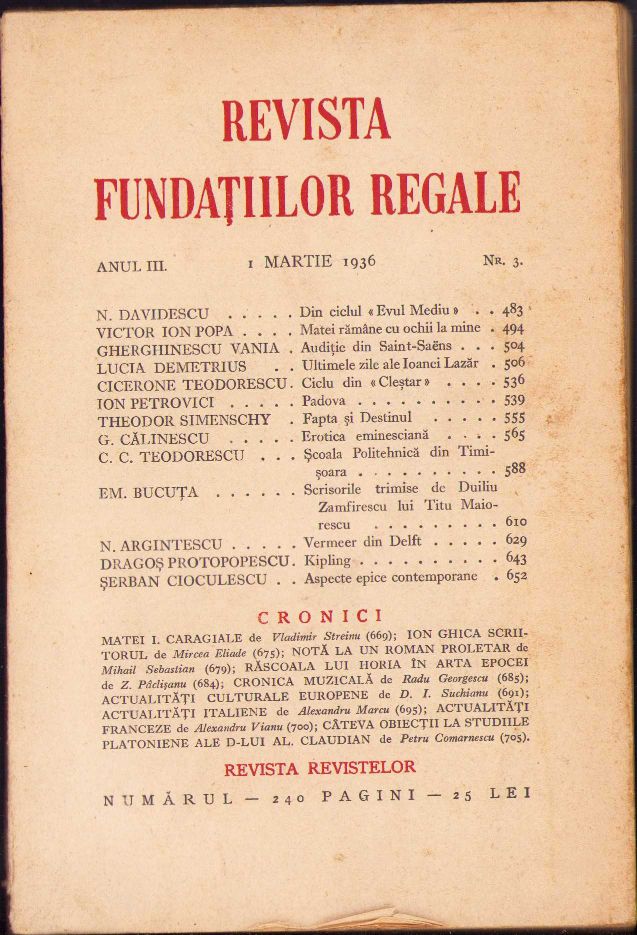 REVISTA
FUNDAȚIILOR REGALE
ANUL III. 1 MARTIE 1936 NR. 3.
N. DAVIDESCU . . . . . Din ciclul «Evul Mediu» . . 483
VICTOR ION POPA . . . . Matei rămâne cu ochii la mine . 494
GHERGHINESCU VANIA . Audiție din Saint-Saëns . . . 504
LUCIA DEMETRIUS . . Ultimele zile ale Ioanci Lazăr . 506
CICERONE TEODORESCU . Ciclu din «Cleștar» . . . . 536
ION PETROVICI . . . . . Padova . . . . . . . . . . 539
THEODOR SIMENSCHY . Fapta și Destinul . . . . . 555
G. CĂLINESCU . . . . . Erotica eminesciană . . . . 565
C. C. TEODORESCU . . . Școala Politehnică din Timi-
șoara . . . . . . . . . . 588
EM. BUCUȚA . . . . . . Scrisorile trimise de Duiliu
Zamfirescu lui Titu Maio-
rescu . . . . . . . . . 610
N. ARGINTESCU . . . . . Vermeer din Delft . . . . . 629
DRAGOȘ PROTOPOPESCU . Kipling . . . . . . . . . . 643
ȘERBAN CIOCULESCU . . Aspecte epice contemporane . 652
CRONICI
MATEI I. CARAGIALE de Vladimir Streinu (669); ION GHICA SCRII-
TORUL de Mircea Eliade (675); NOTĂ LA UN ROMAN PROLETAR de
Mihail Sebastian (679); RĂSCOALA LUI HORIA ÎN ARTA EPOCEI
de Z. Pâclișanu (684); CRONICA MUZICALĂ de Radu Georgescu (685);
ACTUALITĂȚI CULTURALE EUROPENE de D. I. Suchianu (691);
ACTUALITĂȚI ITALIENE de Alexandru Marcu (695); ACTUALITĂȚI
FRANCEZE de Alexandru Vianu (700); CÂTEVA OBIECȚII LA STUDIILE
PLATONIENE ALE D-LUI AL. CLAUDIAN de Petru Comarnescu (705).
REVISTA REVISTELOR
NUMĂRUL — 240 PAGINI — 25 LEI